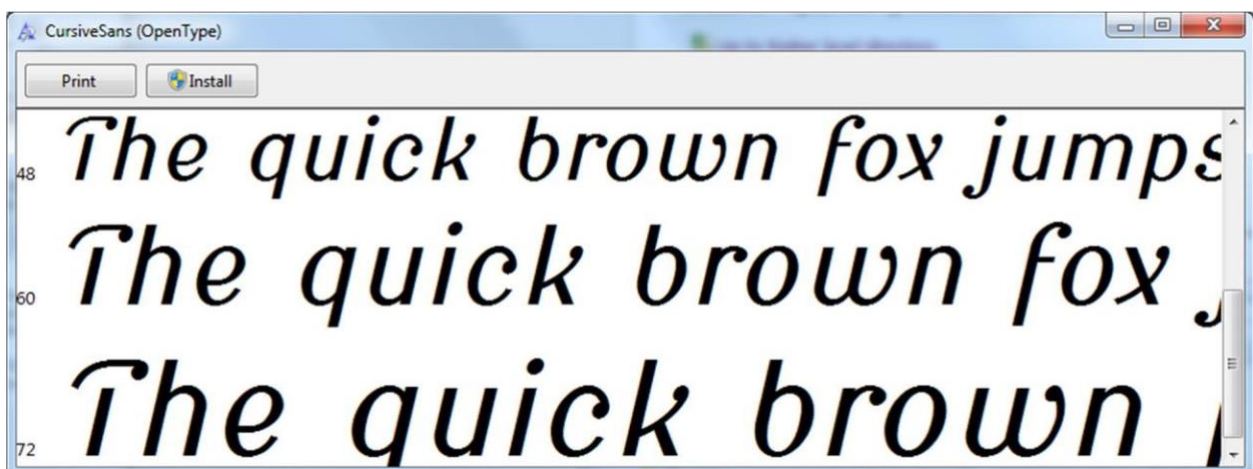 CursiveSans (OpenType)
Print Install
48 The quick brown fox jumps
60 The quick brown fox
72 The quick brown